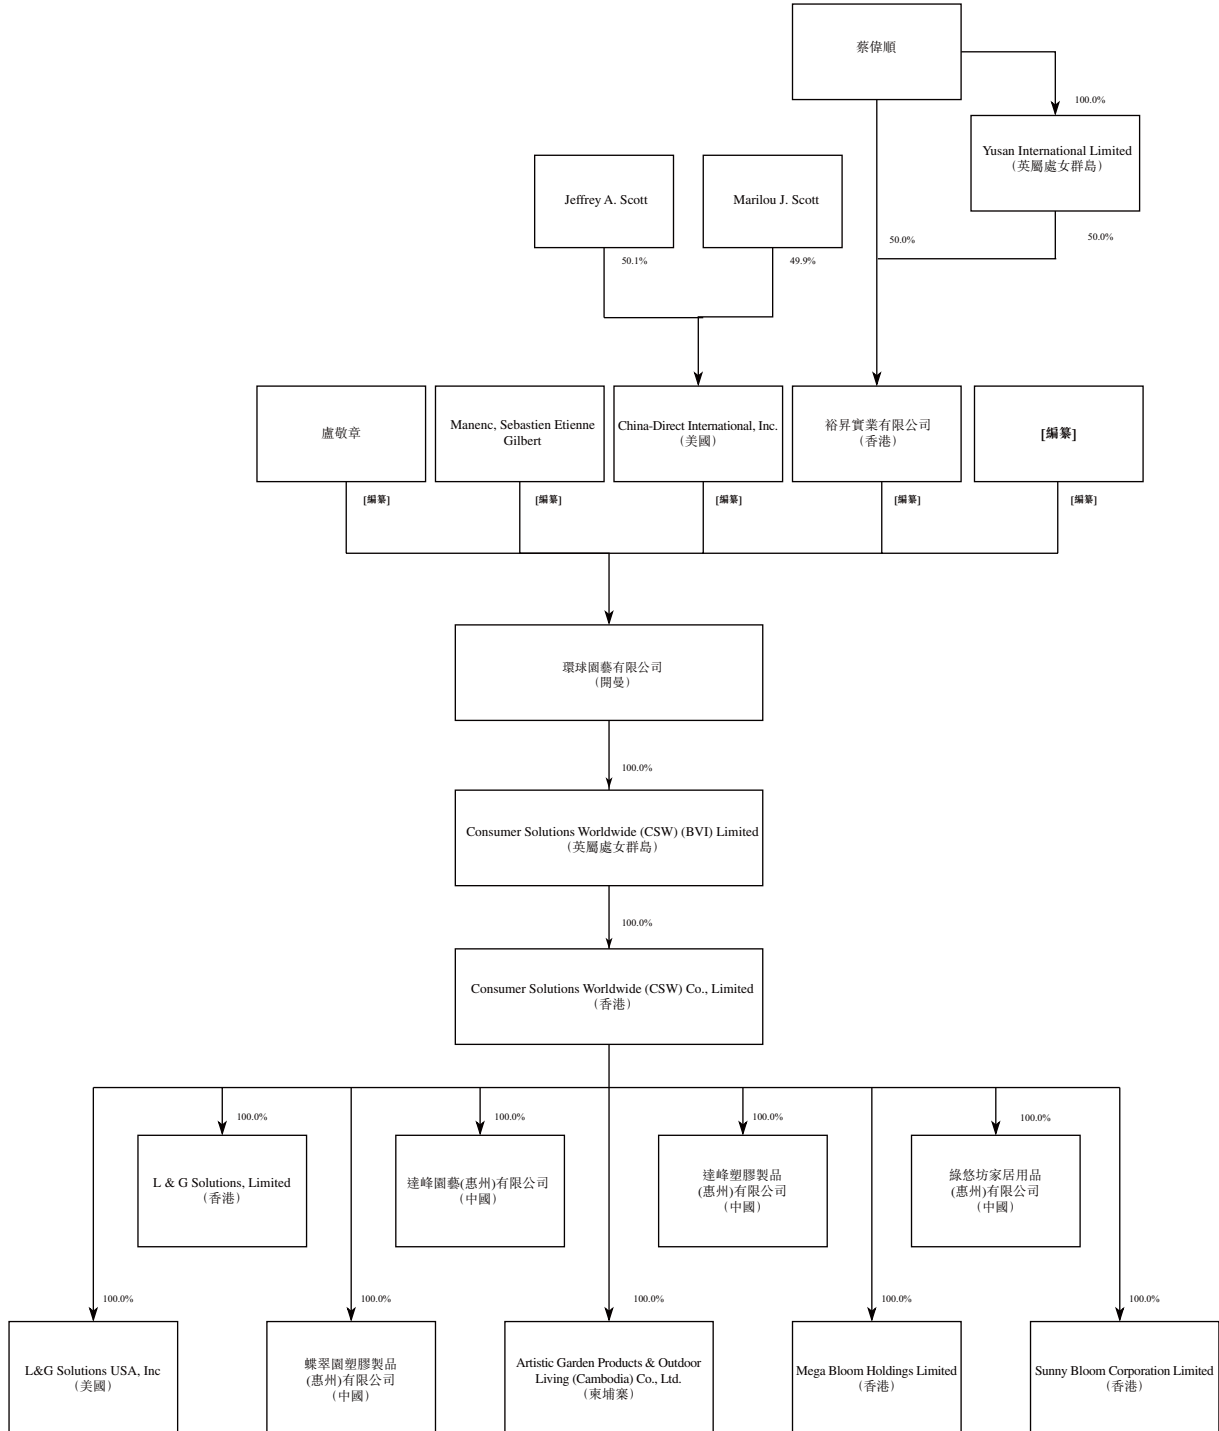 蔡偉順
100.0%
Yusan International Limited
（英屬處女群島）
Jeffrey A. Scott
Marilou J. Scott
50.0%
50.0%
50.1%
49.9%
盧敬章
Manenc, Sebastien Etienne
Gilbert
China-Direct International, Inc.
（美國）
裕昇實業有限公司
（香港）
[編纂]
[編纂]
[編纂]
[編纂]
[編纂]
[編纂]
環球園藝有限公司
（開曼）
100.0%
Consumer Solutions Worldwide (CSW) (BVI) Limited
（英屬處女群島）
100.0%
Consumer Solutions Worldwide (CSW) Co., Limited
（香港）
100.0%
100.0%
100.0%
100.0%
L & G Solutions, Limited
（香港）
達峰園藝(惠州)有限公司
（中國）
達峰塑膠製品
(惠州)有限公司
（中國）
綠悠坊家居用品
(惠州)有限公司
（中國）
100.0%
100.0%
100.0%
100.0%
100.0%
L&G Solutions USA, Inc
（美國）
蝶翠園塑膠製品
(惠州)有限公司
（中國）
Artistic Garden Products & Outdoor
Living (Cambodia) Co., Ltd.
（柬埔寨）
Mega Bloom Holdings Limited
（香港）
Sunny Bloom Corporation Limited
（香港）